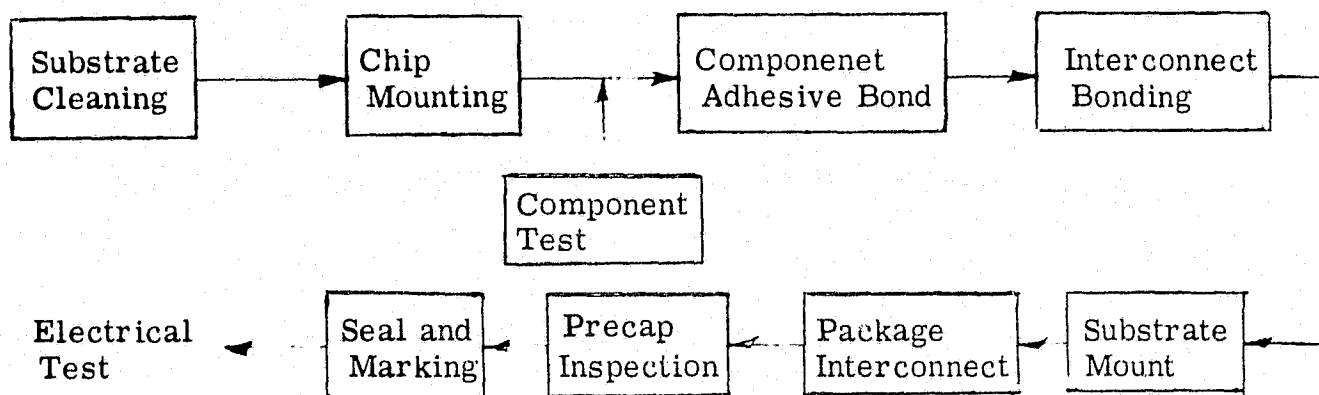 Substrate
Cleaning
Chip
Mounting
Componenet
Adhesive Bond
Interconnect
Bonding
Component
Test
Electrical
Test
Seal and
Marking
Precap
Inspection
Package
Interconnect
Substrate
Mount